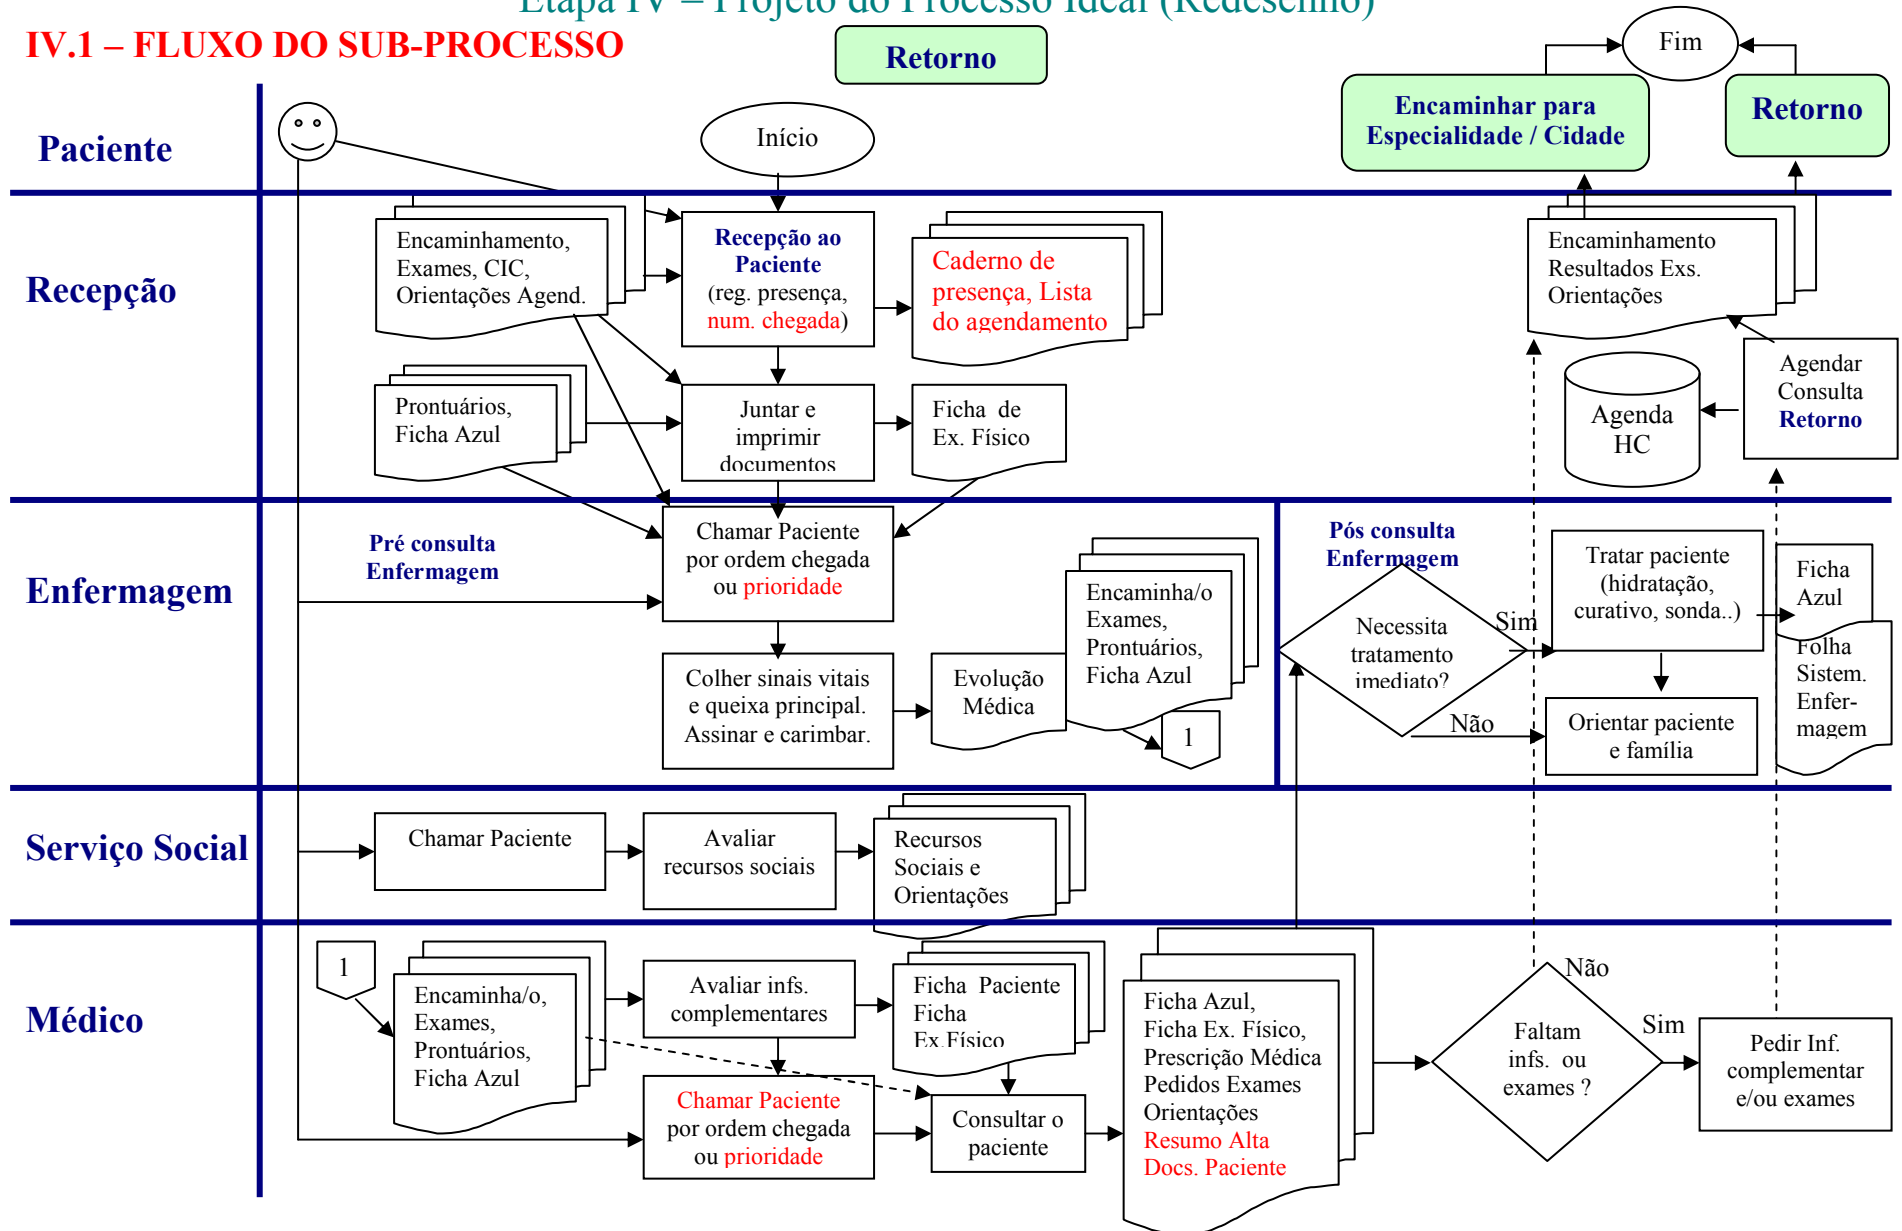 Etapa IV – Projeto do Processo Ideal (Redesenho)
IV.1 – FLUXO DO SUB-PROCESSO
Retorno
Fim
Encaminhar para
Especialidade / Cidade
Retorno
Paciente
Início
Recepção
Encaminhamento,
Exames, CIC,
Orientações Agend.
Recepção ao
Paciente
(reg. presença,
num. chegada)
Caderno de
presença, Lista
do agendamento
Encaminhamento
Resultados Exs.
Orientações
Prontuários,
Ficha Azul
Juntar e
imprimir
documentos
Ficha de
Ex. Físico
Agenda
HC
Agendar
Consulta
Retorno
Enfermagem
Pré consulta
Enfermagem
Chamar Paciente
por ordem chegada
ou prioridade
Colher sinais vitais
e queixa principal.
Assinar e carimbar.
Evolução
Médica
Encaminha/o
Exames,
Prontuários,
Ficha Azul
1
Pós consulta
Enfermagem
Necessita
tratamento
imediato?
Sim
Não
Tratar paciente
(hidratação,
curativo, sonda..)
Orientar paciente
e família
Ficha
Azul
Folha
Sistem.
Enfer-
magem
Serviço Social
Chamar Paciente
Avaliar
recursos sociais
Recursos
Sociais e
Orientações
Médico
1
Encaminha/o,
Exames,
Prontuários,
Ficha Azul
Avaliar infs.
complementares
Ficha Paciente
Ficha
Ex.Físico
Chamar Paciente
por ordem chegada
ou prioridade
Consultar o
paciente
Ficha Azul,
Ficha Ex. Físico,
Prescrição Médica
Pedidos Exames
Orientações
Resumo Alta
Docs. Paciente
Faltam
infs. ou
exames ?
Não
Sim
Pedir Inf.
complementar
e/ou exames